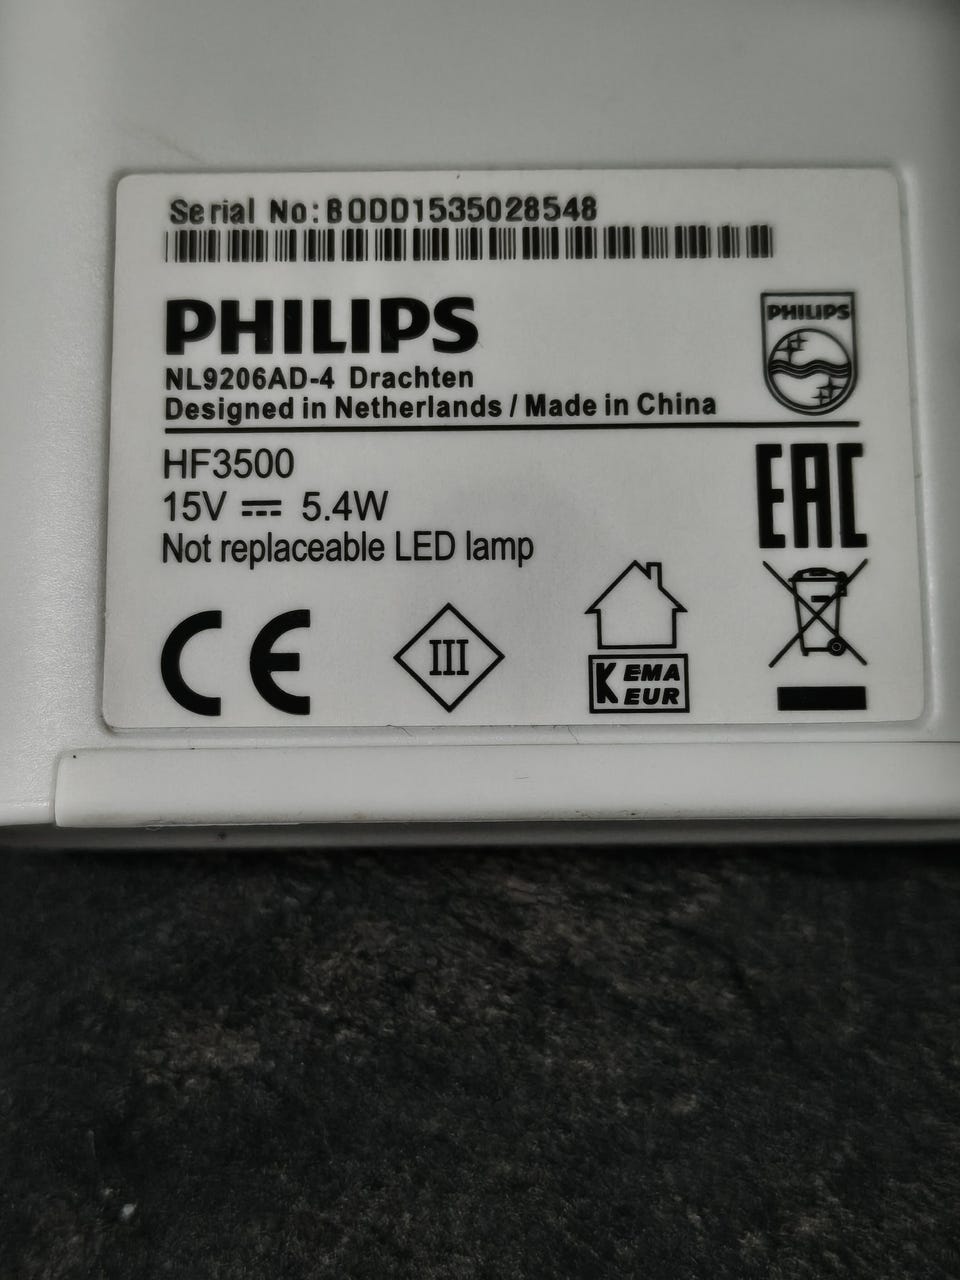 Serial No:BODD1535028548
PHILIPS
PHILIPS
NL9206AD-4 Drachten
Designed in Netherlands / Made in China
HF3500
15V ⎓ 5.4W
Not replaceable LED lamp
EAC
CE
III
KEMA
EUR